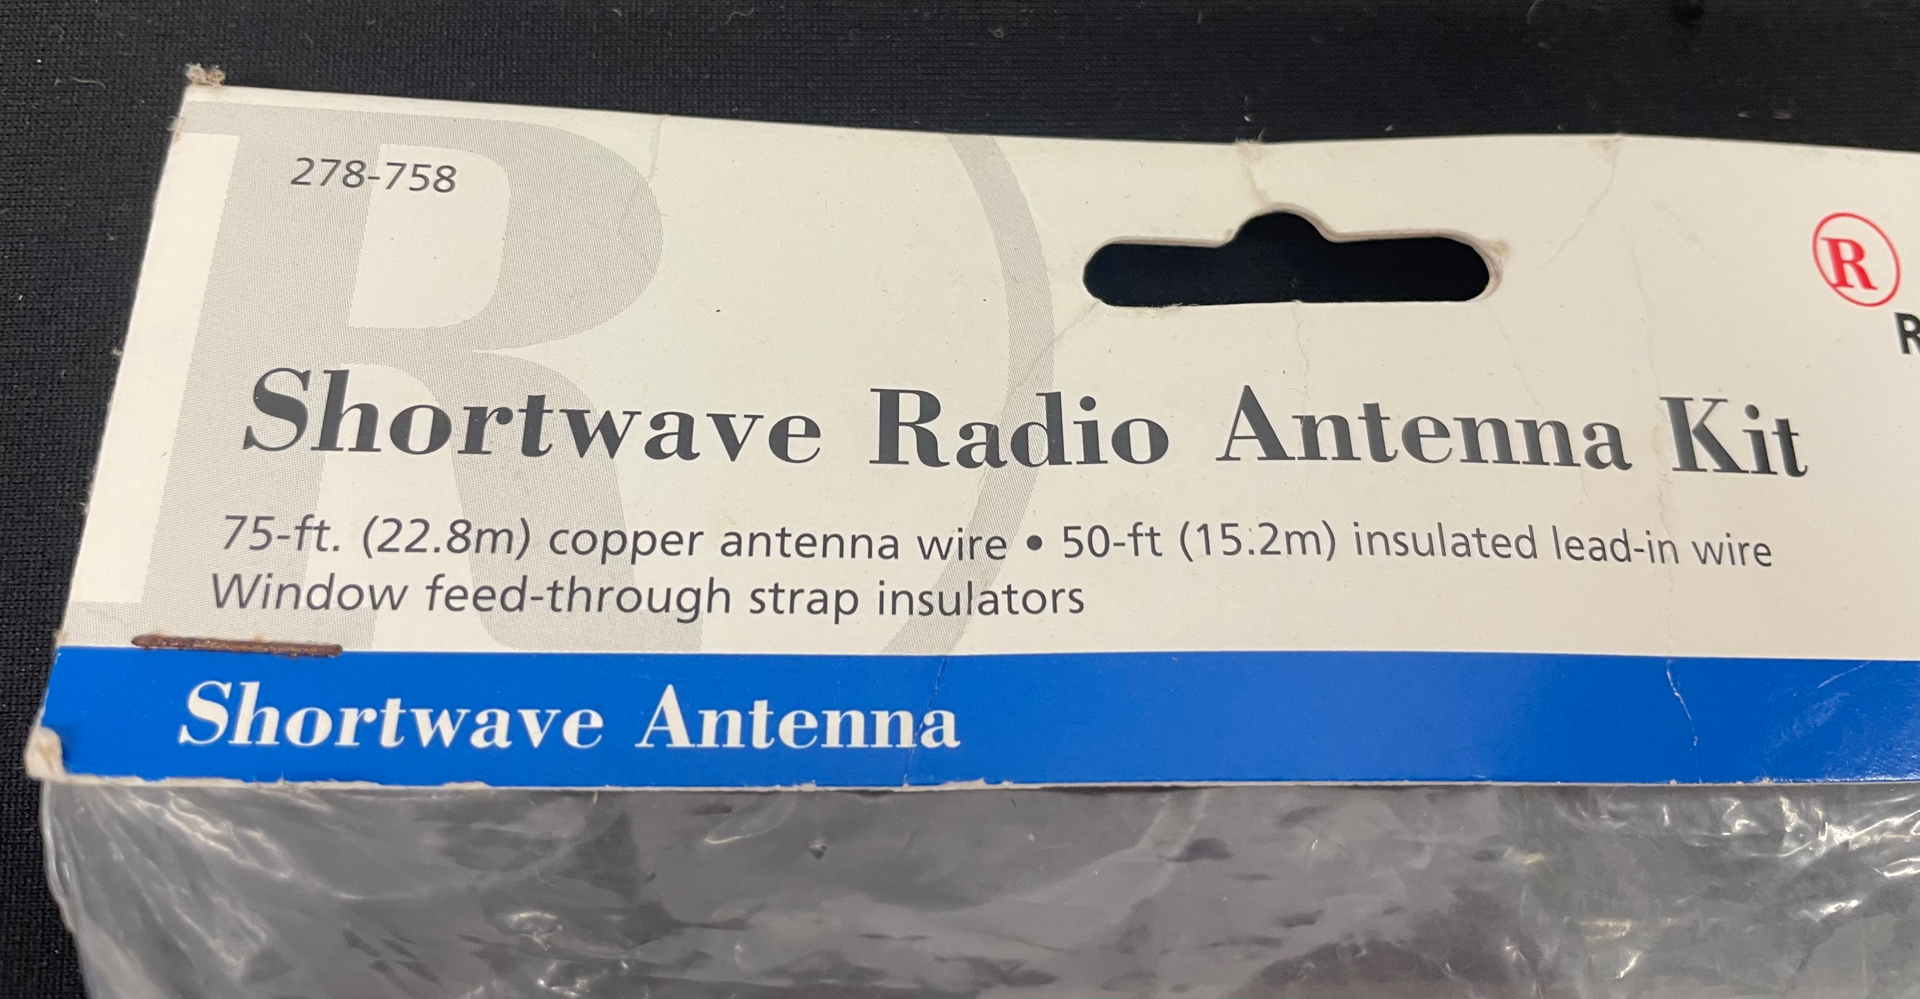 278-758
R
R
Shortwave Radio Antenna Kit
75-ft. (22.8m) copper antenna wire • 50-ft (15.2m) insulated lead-in wire
Window feed-through strap insulators
Shortwave Antenna